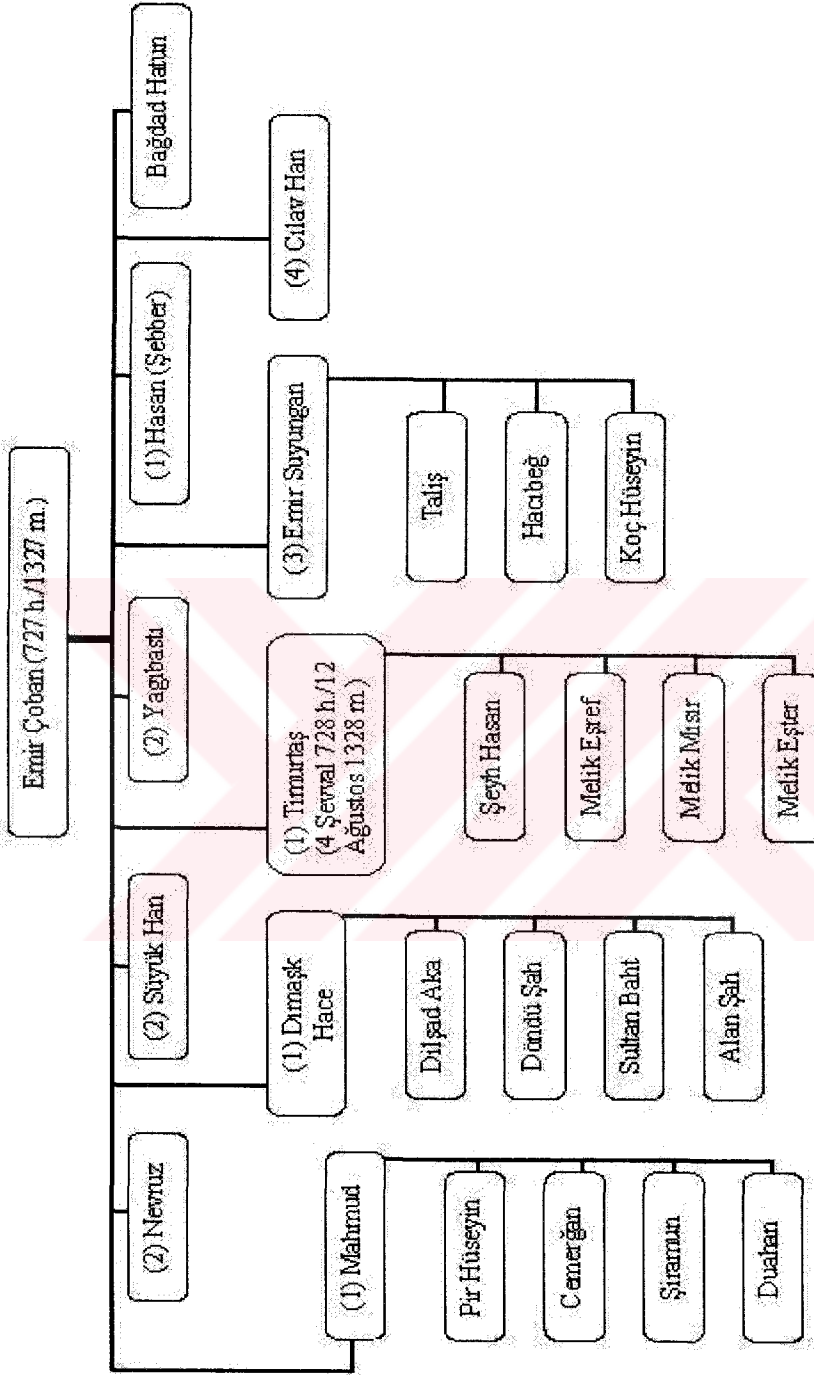 Emir Çoban (727 h./1327 m.)
(2) Nevruz
(2) Süyük Han
(2) Yagıbastı
(1) Hasan (Şebber)
Bağdad Hatun
(1) Mahmud
Pir Hüseyin
Cemerğan
Şiramun
Duahan
(1) Dımaşk
Hace
Dilşad Aka
Döndü Şah
Sultan Baht
Alan Şah
(1) Timurtaş
(4 Şevval 728 h./12
Ağustos 1328 m.)
Şeyh Hasan
Melik Eşref
Melik Mısır
Melik Eşter
(3) Emir Suyungan
Taliş
Hacıbeğ
Koç Hüseyin
(4) Cilav Han